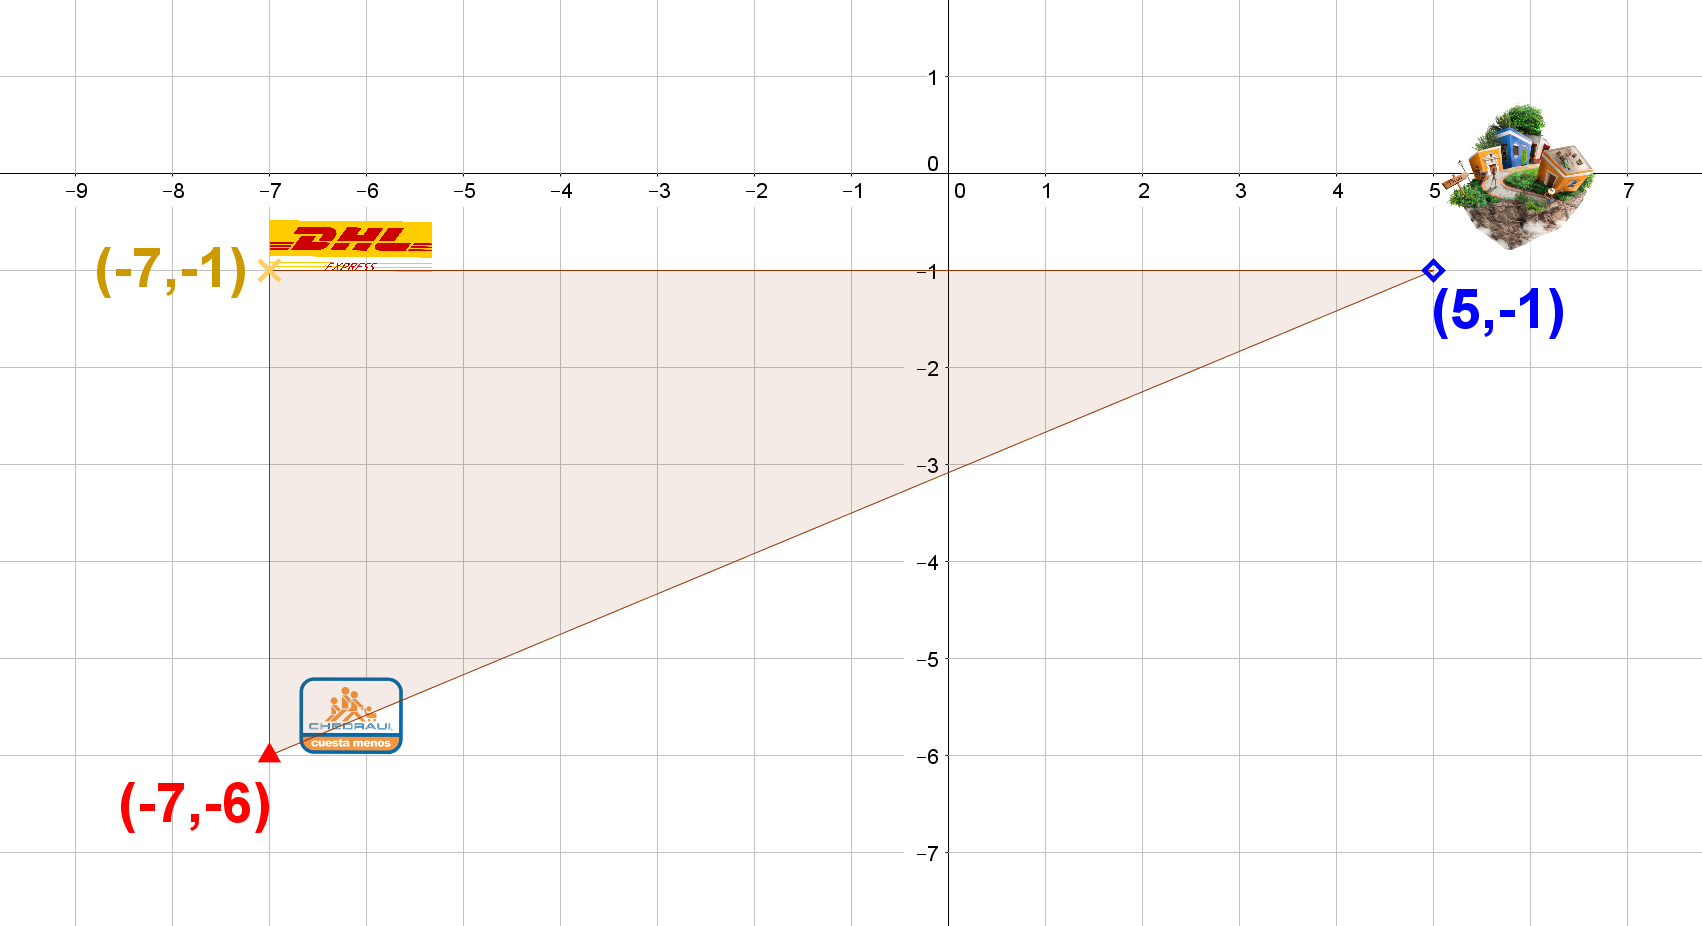 1
0
−9 −8 −7 −6 −5 −4 −3 −2 −1 0 1 2 3 4 5 7
DHL
EXPRESS
(-7,-1)
−1
(5,-1)
−2
−3
−4
−5
CHEDRAUI
cuesta menos
−6
(-7,-6)
−7